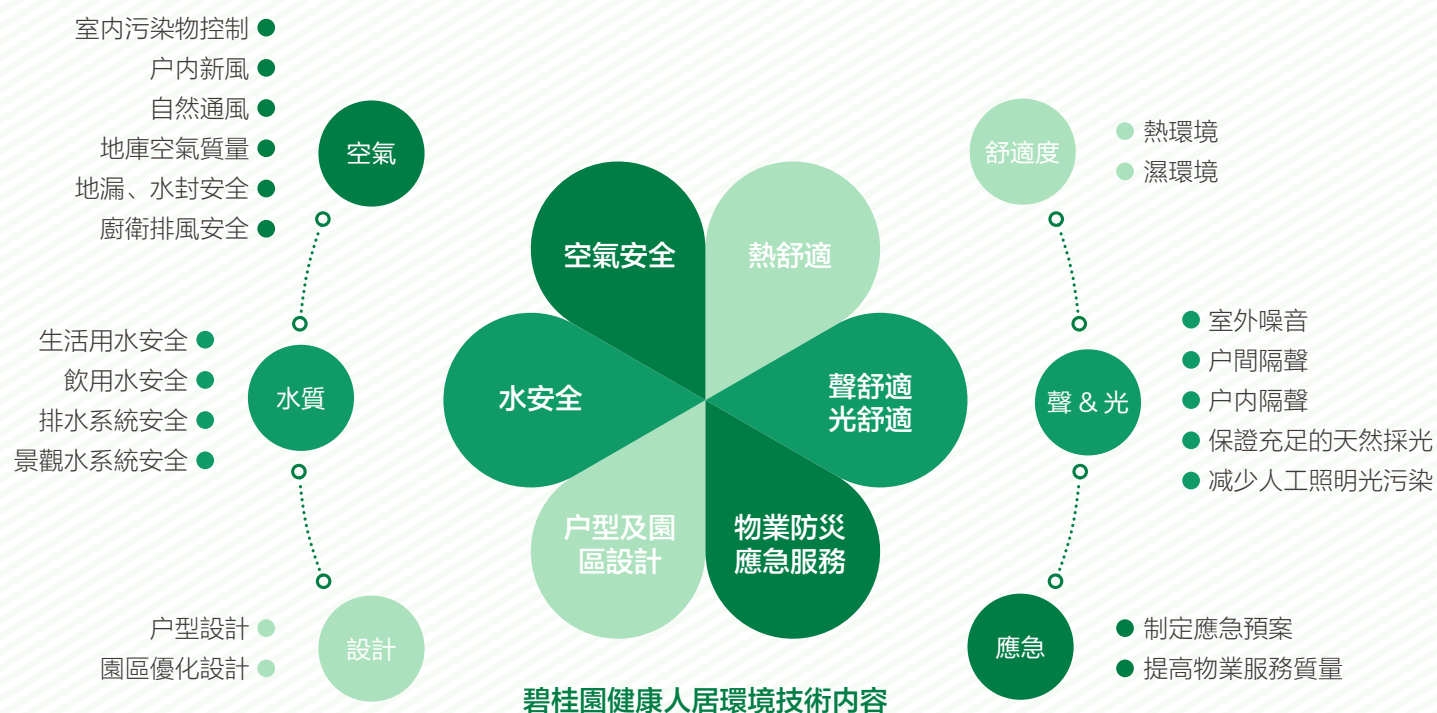 室内污染物控制
户内新風
自然通風
地庫空氣質量
地漏、水封安全
廚衛排風安全
空氣
生活用水安全
飲用水安全
排水系統安全
景觀水系統安全
水質
户型設計
園區優化設計
設計
空氣安全
熱舒適
水安全
聲舒適
光舒適
户型及園
區設計
物業防災
應急服務
舒適度
熱環境
濕環境
聲 & 光
室外噪音
户間隔聲
户内隔聲
保證充足的天然採光
减少人工照明光污染
應急
制定應急預案
提高物業服務質量
碧桂園健康人居環境技術内容